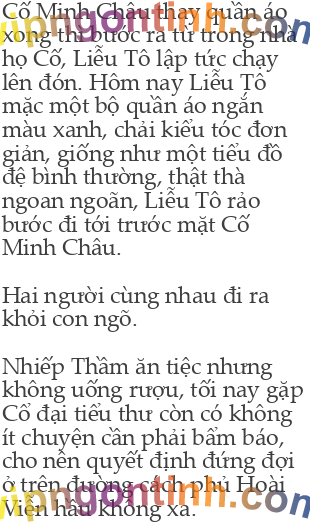 Cố Minh Châu thay quần áo
xong thì bước ra từ trong nhà
họ Cố, Liễu Tô lập tức chạy
lên đón. Hôm nay Liễu Tô
mặc một bộ quần áo ngắn
màu xanh, chải kiểu tóc đơn
giản, giống như một tiểu đồ
đệ bình thường, thật thà
ngoan ngoãn, Liễu Tô rảo
bước đi tới trước mặt Cố
Minh Châu.

Hai người cùng nhau đi ra
khỏi con ngõ.

Nhiếp Thầm ăn tiệc nhưng
không uống rượu, tối nay gặp
Cổ đại tiểu thư còn có không
ít chuyện cần phải bẩm báo,
cho nên quyết định đứng đợi
ở trên đường cách phủ Hoài
Viễn hầu không xa.
vipngontinh.com
vipngontinh.com